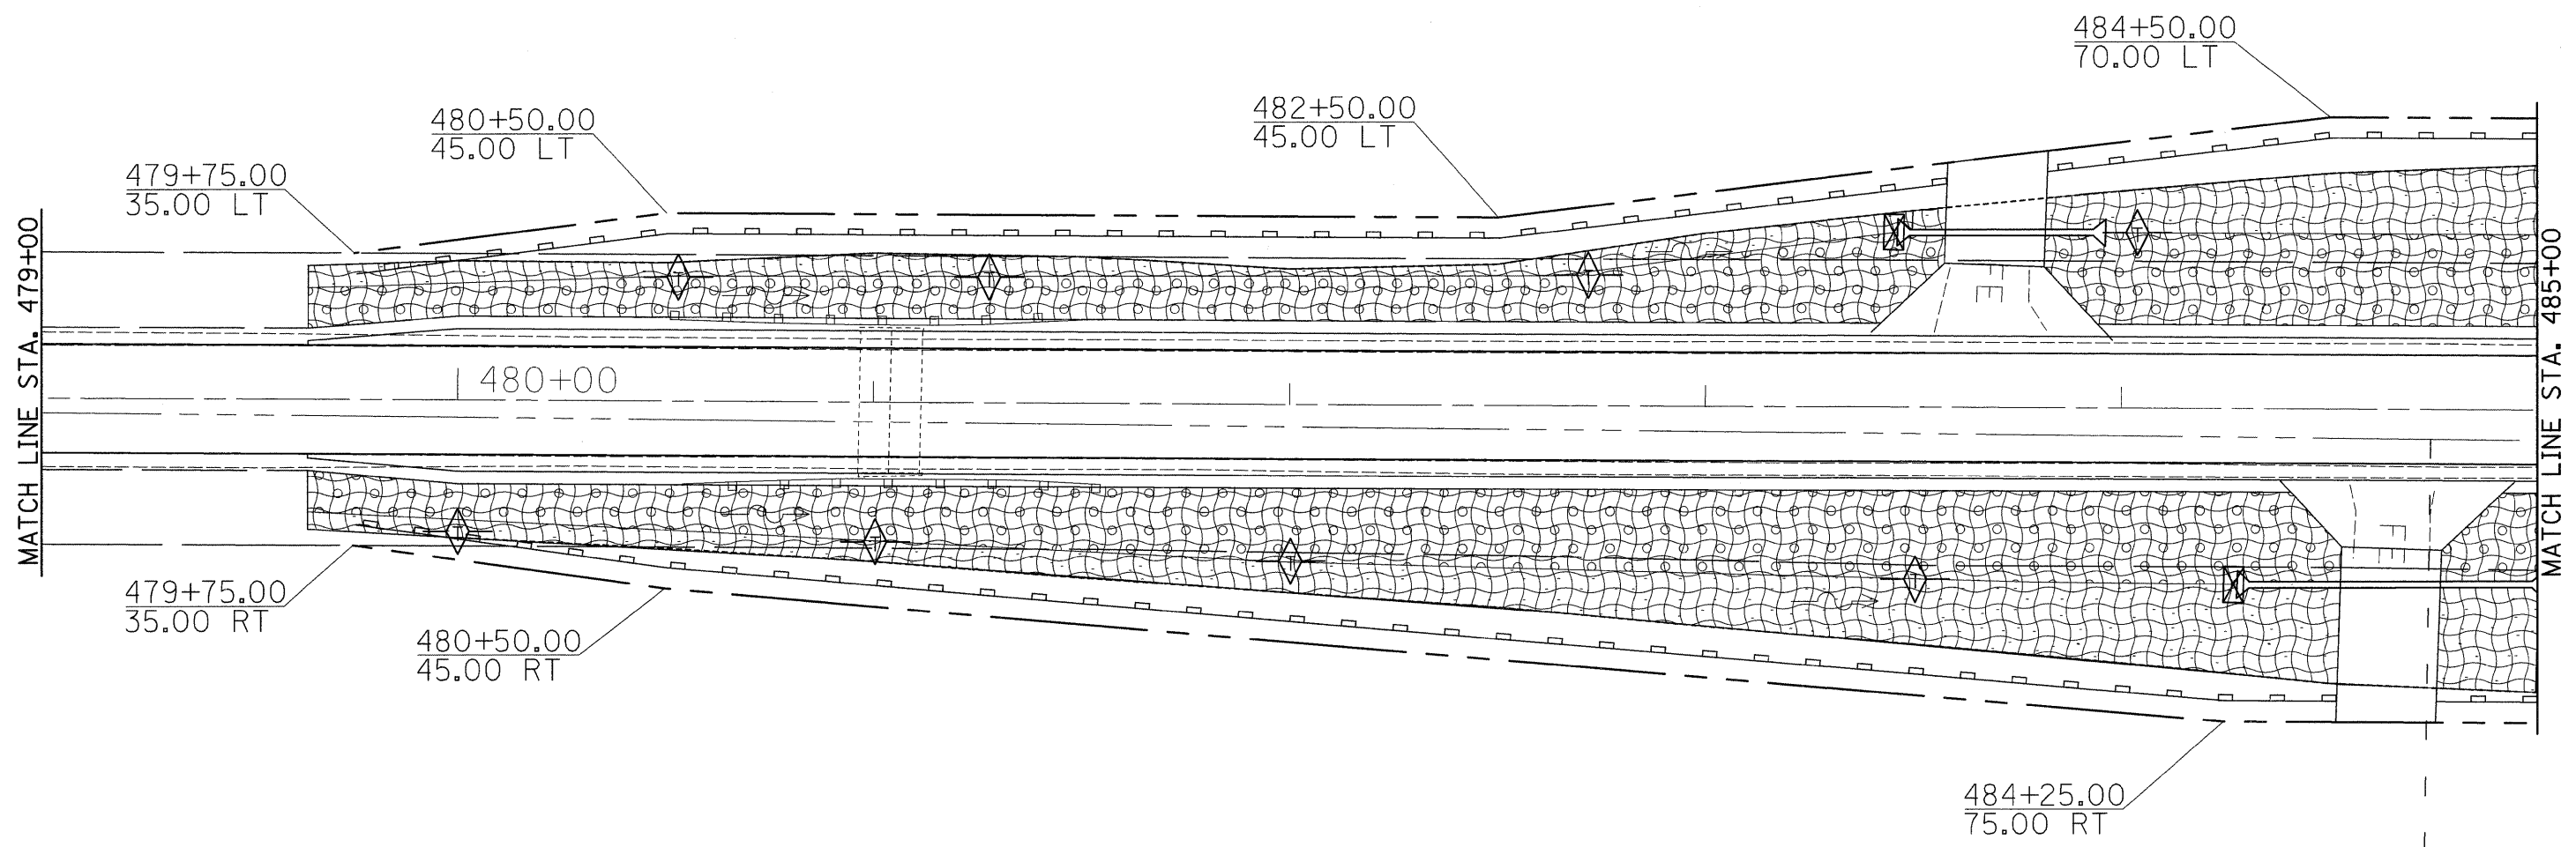 484+50.00
70.00 LT
480+50.00
45.00 LT
482+50.00
45.00 LT
479+75.00
35.00 LT
MATCH LINE STA. 479+00
MATCH LINE STA. 485+00
T
T
T
T
FE
480+00
T
T
T
T
FE
479+75.00
35.00 RT
480+50.00
45.00 RT
484+25.00
75.00 RT